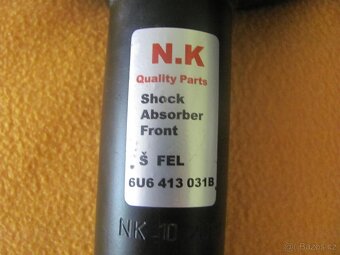 N.K
Quality Parts
Shock
Absorber
Front
Š FEL
6U6 413 031B
NK 10